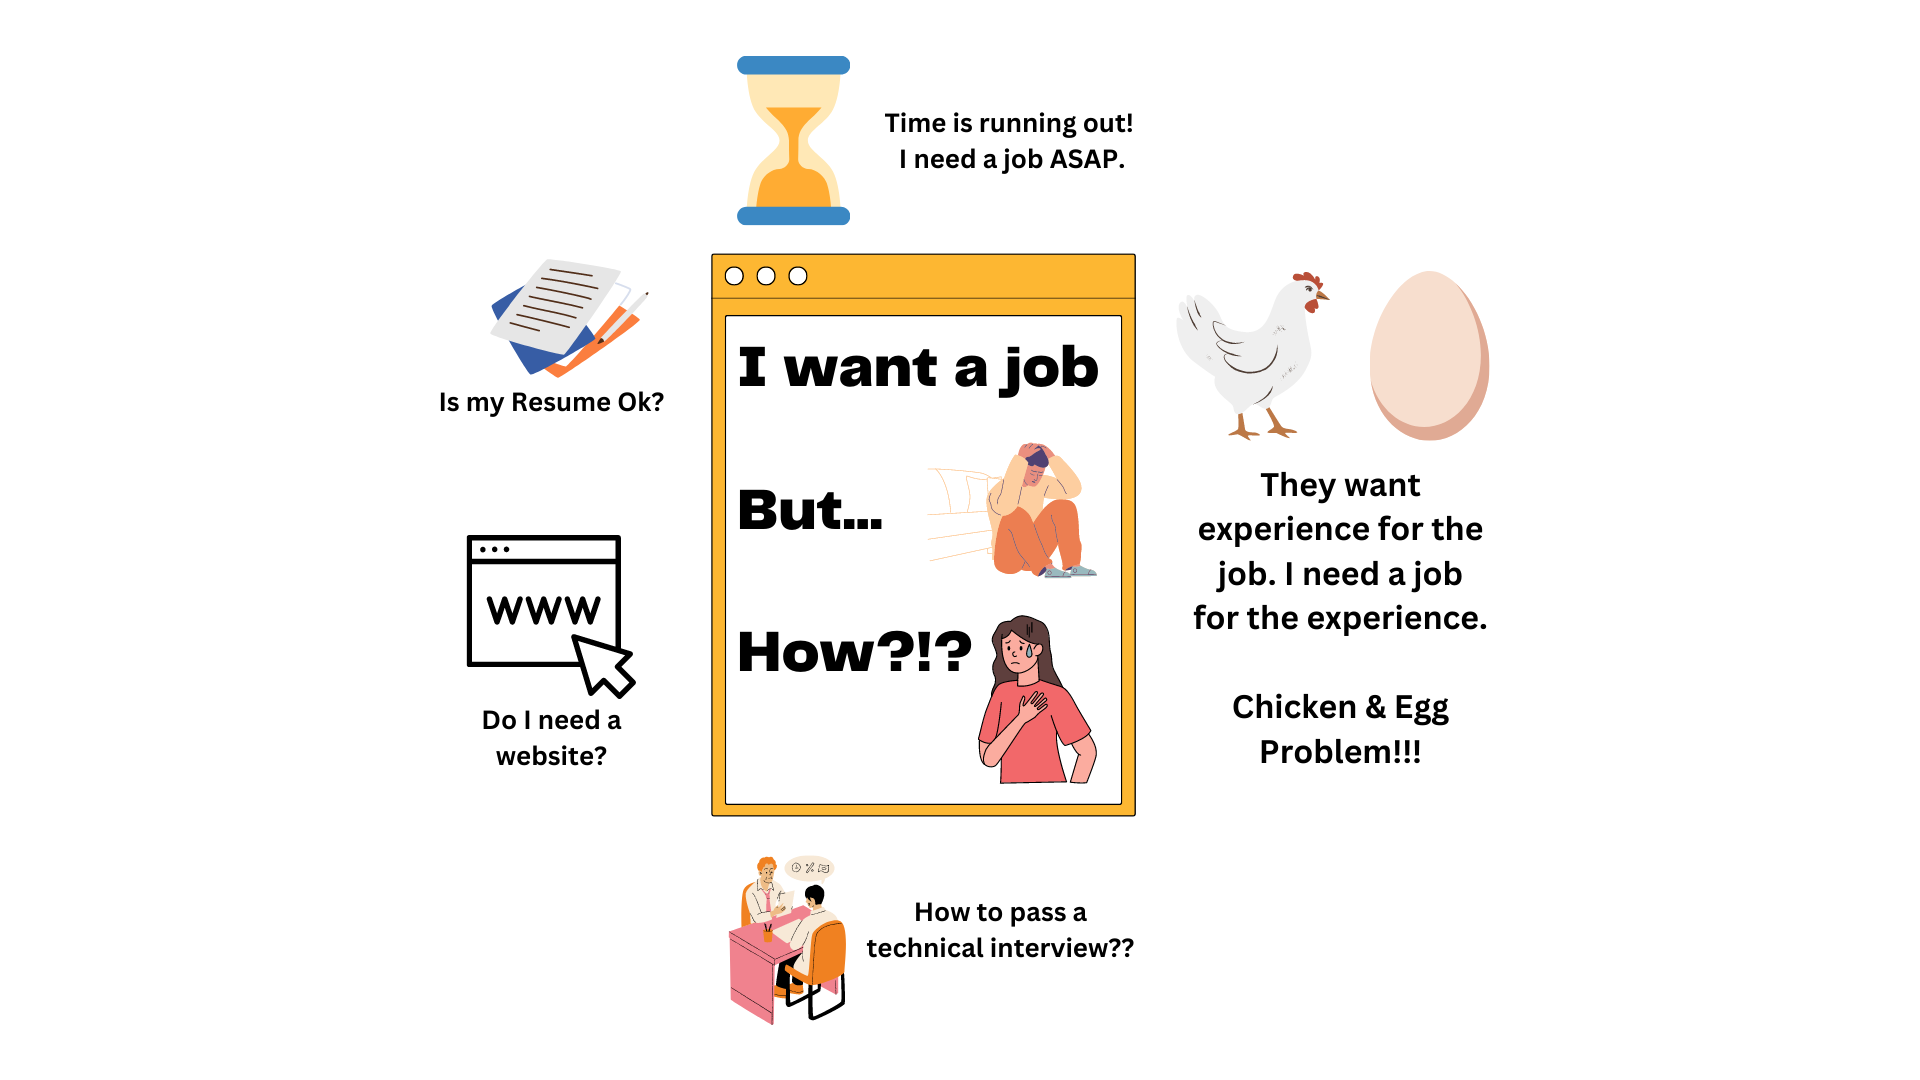 Time is running out!
I need a job ASAP.
Is my Resume Ok?
WWW
Do I need a
website?
I want a job
But...
How?!?
They want
experience for the
job. I need a job
for the experience.
Chicken & Egg
Problem!!!
How to pass a
technical interview??